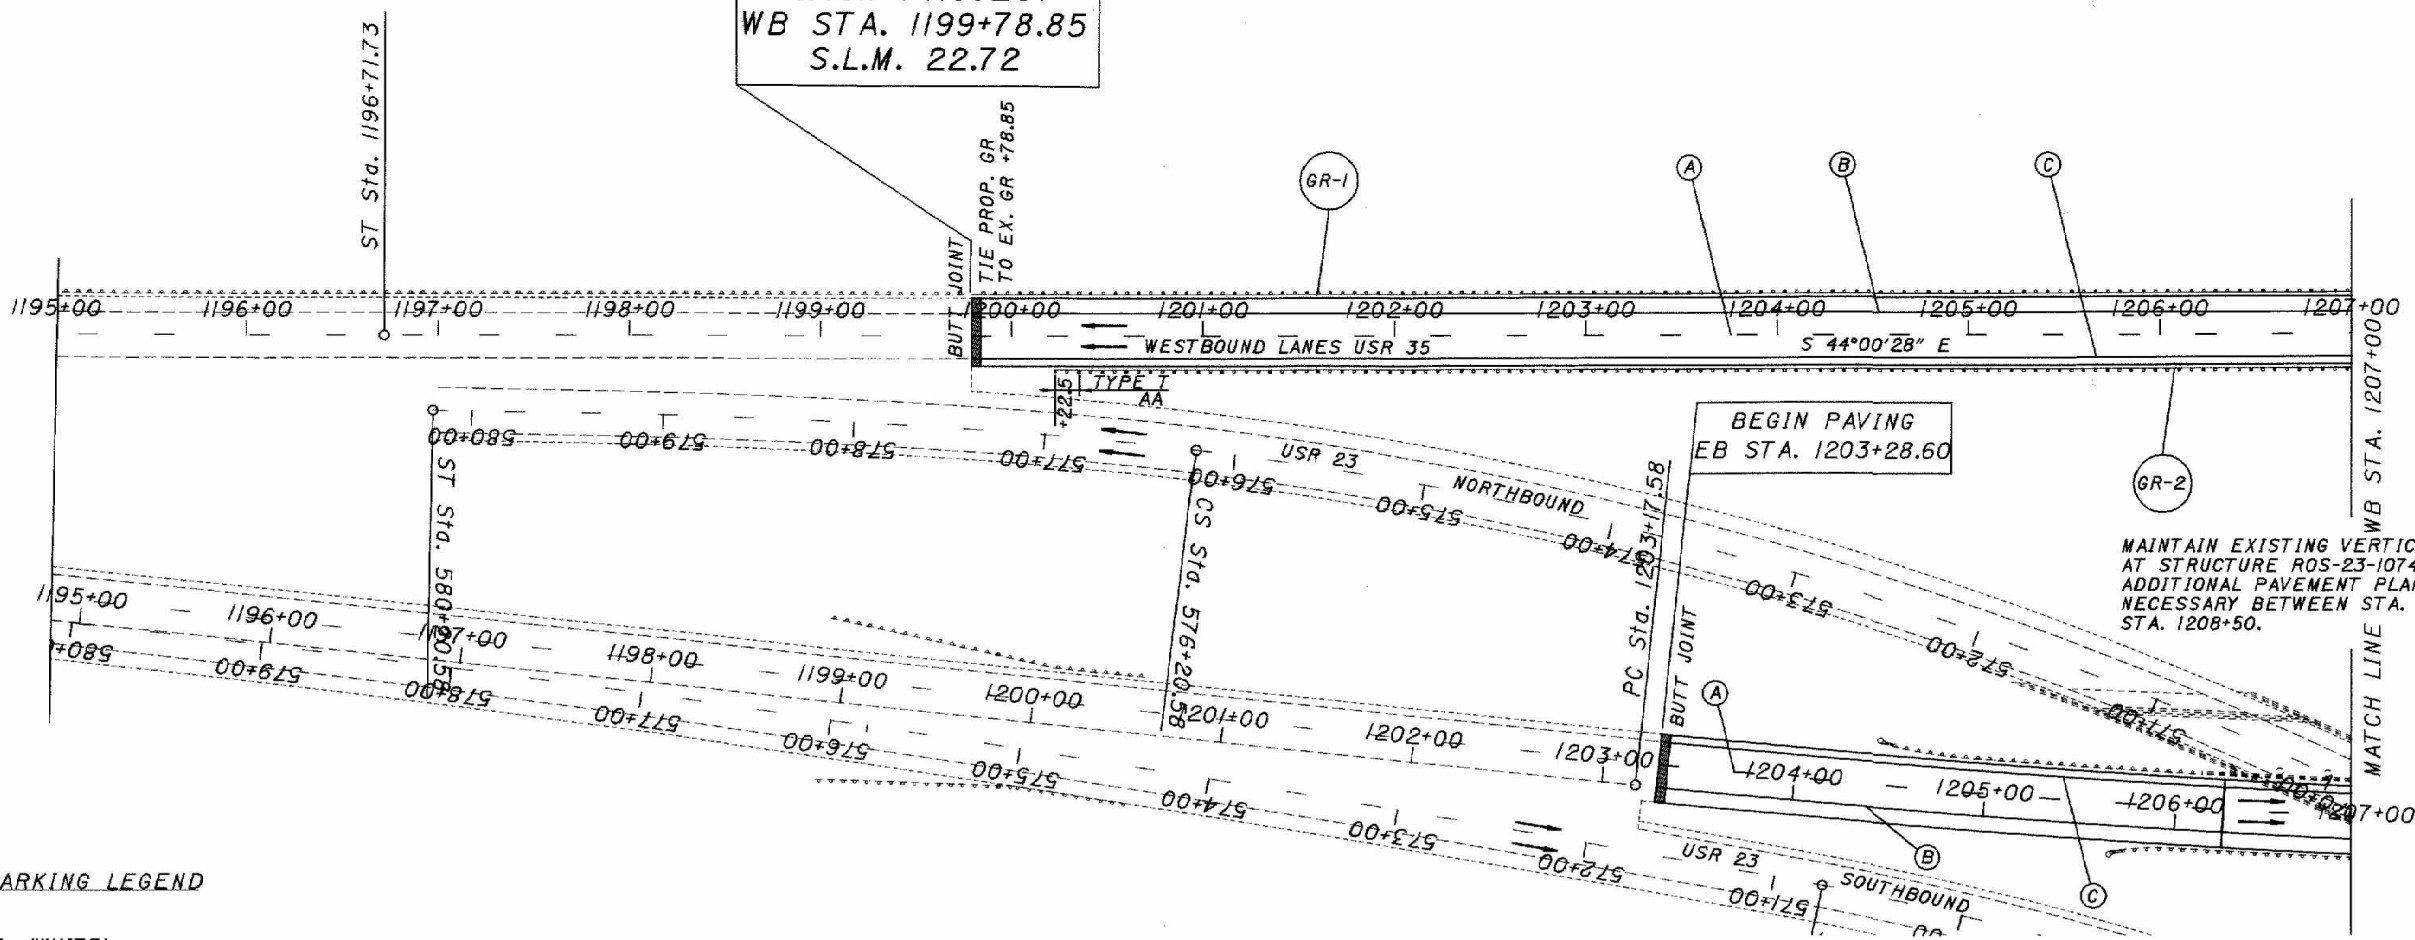 WB STA. 1199+78.85
S.L.M. 22.72
ST Sta. 1196+71.73
BUTT JOINT
TIE PROP. GR
TO EX. GR +78.85
GR-1
A
B
C
1195+00
1196+00
1197+00
1198+00
1199+00
1200+00
1201+00
1202+00
1203+00
1204+00
1205+00
1206+00
1207+00
WESTBOUND LANES USR 35
S 44°00'28" E
+22.5
TYPE T
AA
BEGIN PAVING
EB STA. 1203+28.60
GR-2
580+00
579+00
578+00
577+00
576+00
575+00
574+00
573+00
572+00
571+00
USR 23
NORTHBOUND
ST Sta. 580+20.58
CS Sta. 576+20.58
PC Sta. 1203+17.58
BUTT JOINT
MATCH LINE WB STA. 1207+00
MAINTAIN EXISTING VERTIC
AT STRUCTURE ROS-23-1074
ADDITIONAL PAVEMENT PLA
NECESSARY BETWEEN STA.
STA. 1208+50.
1195+00
1196+00
1197+00
1198+00
1199+00
1200+00
1201+00
1202+00
1203+00
1204+00
1205+00
1206+00
1207+00
A
B
C
580+
579+00
578+00
577+00
576+00
575+00
574+00
573+00
572+00
571+00
USR 23
SOUTHBOUND
ARKING LEGEND